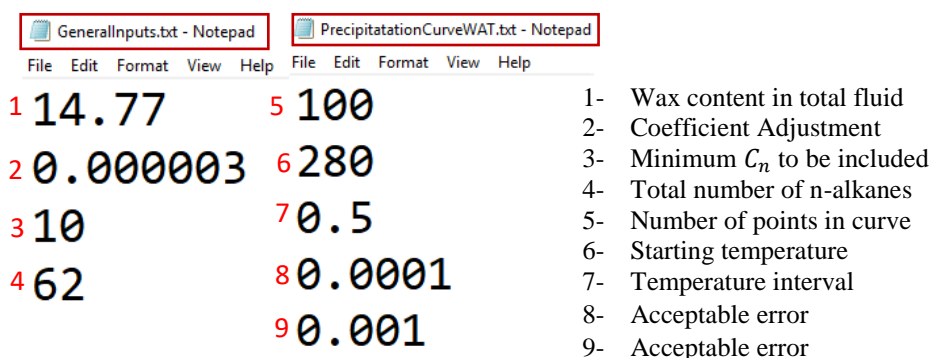 GeneralInputs.txt - Notepad
File Edit Format View Help
1 14.77
2 0.000003
3 10
4 62
PrecipitatationCurveWAT.txt - Notepad
File Edit Format View Help
5 100
6 280
7 0.5
8 0.0001
9 0.001
1- Wax content in total fluid
2- Coefficient Adjustment
3- Minimum Cₙ to be included
4- Total number of n-alkanes
5- Number of points in curve
6- Starting temperature
7- Temperature interval
8- Acceptable error
9- Acceptable error